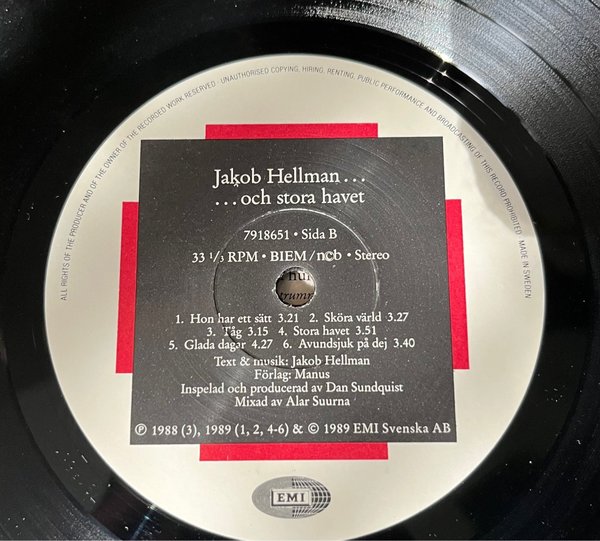 ALL RIGHTS OF THE PRODUCER AND OF THE OWNER OF THE RECORDED WORK RESERVED · UNAUTHORISED COPYING, HIRING, RENTING, PUBLIC PERFORMANCE AND BROADCASTING OF THIS RECORD PROHIBITED · MADE IN SWEDEN
Jakob Hellman...
...och stora havet
7918651 • Sida B
33 1/3 RPM • BIEM/ncb • Stereo
1. Hon har ett sätt 3.21 2. Sköra värld 3.27
3. Tåg 3.15 4. Stora havet 3.51
5. Glada dagar 4.27 6. Avundsjuk på dej 3.40
Text & musik: Jakob Hellman
Förlag: Manus
Inspelad och producerad av Dan Sundquist
Mixad av Alar Suurna
℗ 1988 (3), 1989 (1, 2, 4-6) & © 1989 EMI Svenska AB
EMI